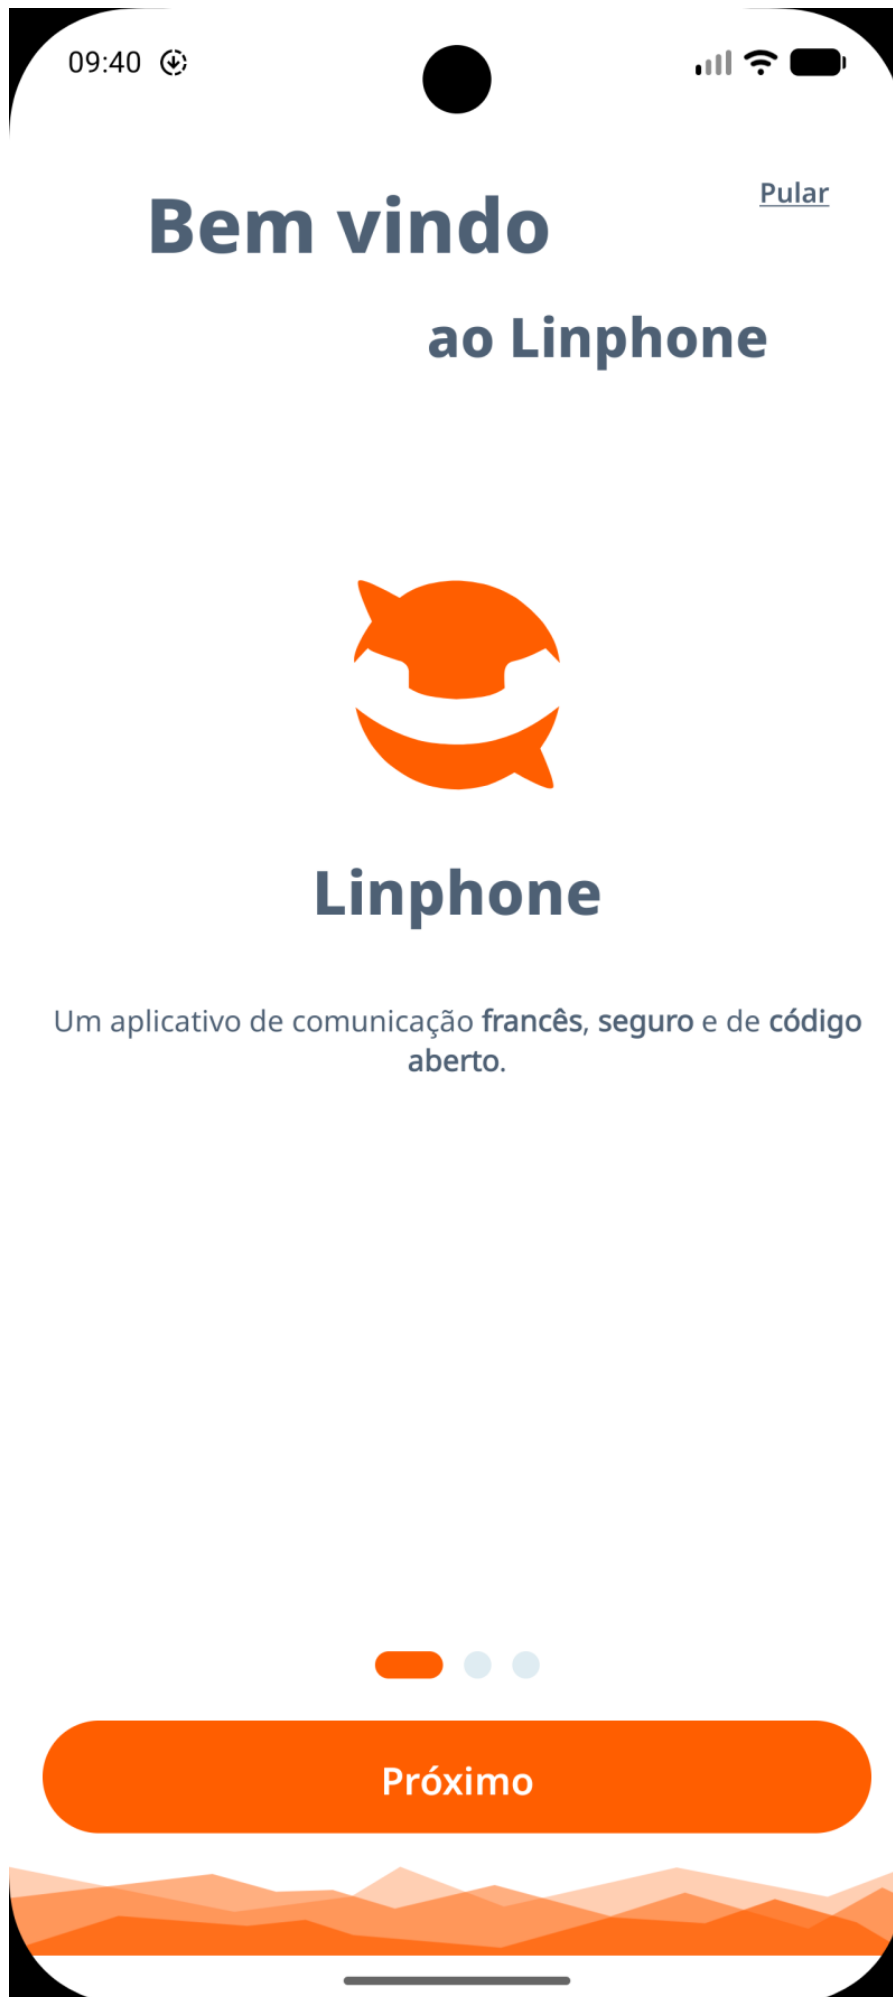 09:40
Pular
Bem vindo
ao Linphone
Linphone
Um aplicativo de comunicação francês, seguro e de código
aberto.
Próximo